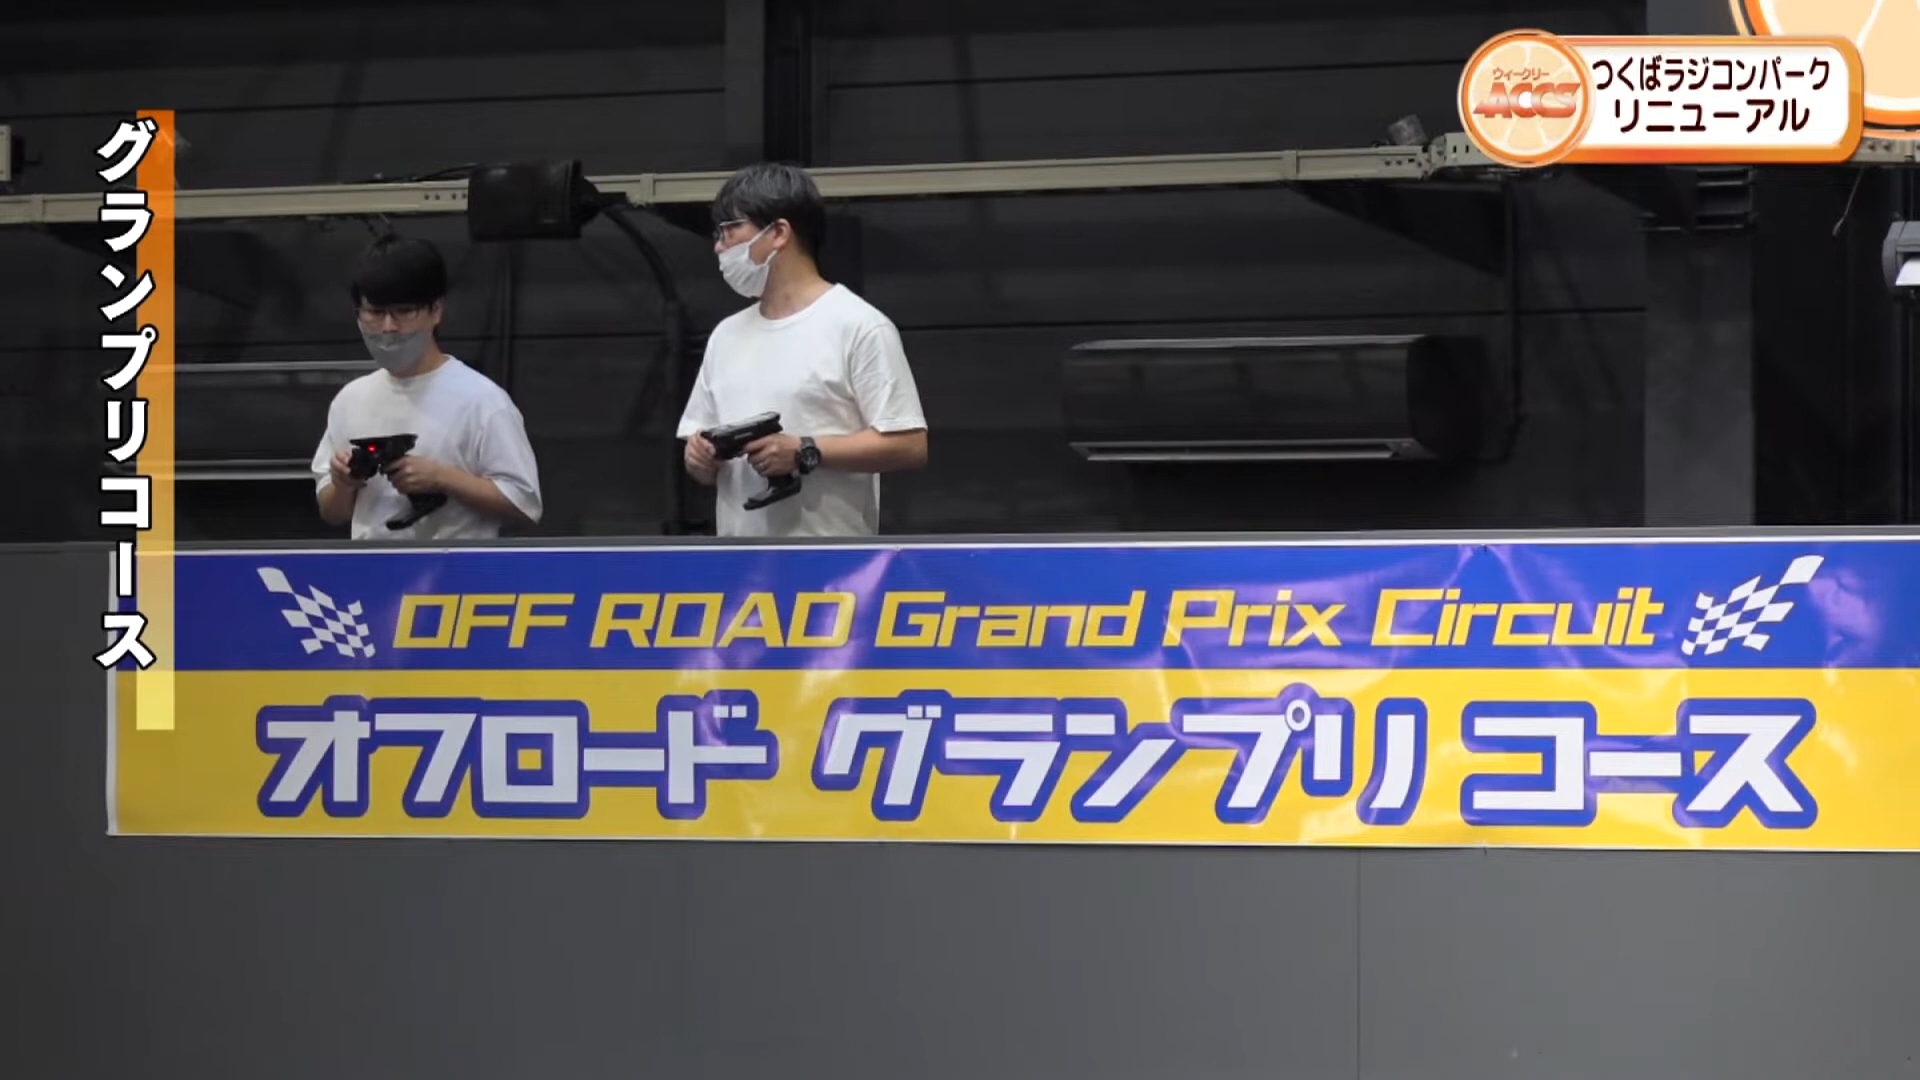 グランプリコース
ウィークリー
ACCS
つくばラジコンパーク
リニューアル
OFF ROAD Grand Prix Circuit
オフロード グランプリ コース